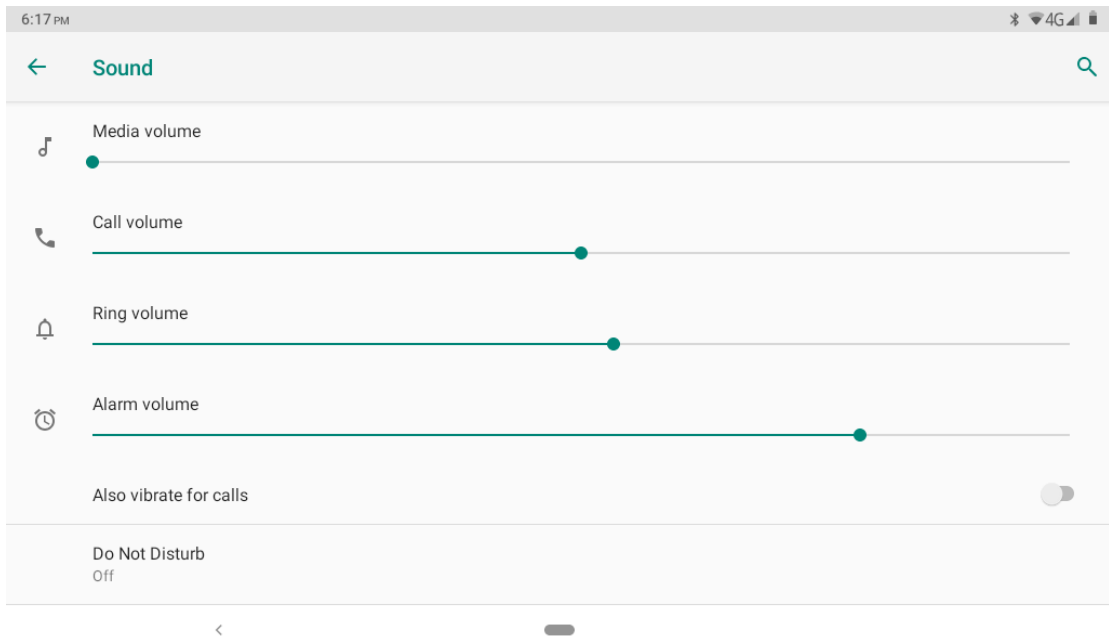 6:17 PM 4G
Sound
Media volume
Call volume
Ring volume
Alarm volume
Also vibrate for calls
Do Not Disturb
Off